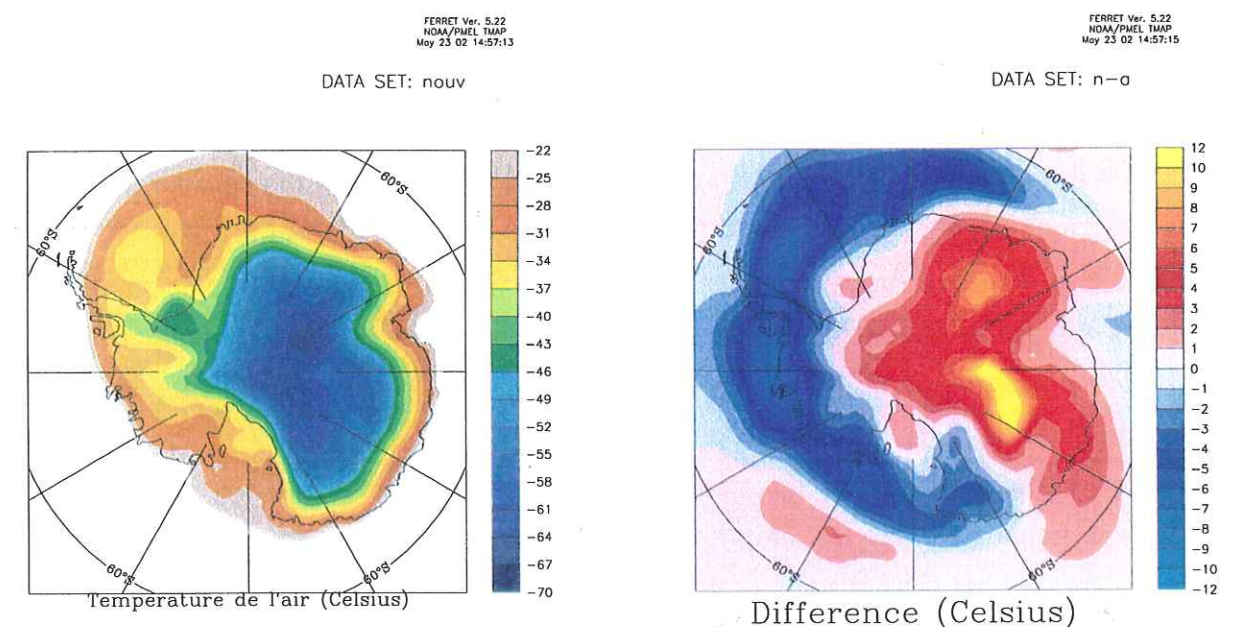 FERRET Ver. 5.22
NOAA/PMEL TMAP
May 23 02 14:57:13
DATA SET: nouv
60°S
60°S
60°S
60°S
-22
-25
-28
-31
-34
-37
-40
-43
-46
-49
-52
-55
-58
-61
-64
-67
-70
Temperature de l'air (Celsius)
FERRET Ver. 5.22
NOAA/PMEL TMAP
May 23 02 14:57:15
DATA SET: n-a
60°S
60°S
60°S
60°S
12
10
9
8
7
6
5
4
3
2
1
0
-1
-2
-3
-4
-5
-6
-7
-8
-9
-10
-12
Difference (Celsius)